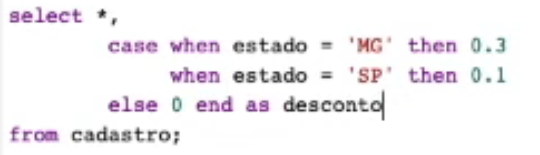 select *,
case when estado = 'MG' then 0.3
when estado = 'SP' then 0.1
else 0 end as desconto
from cadastro;